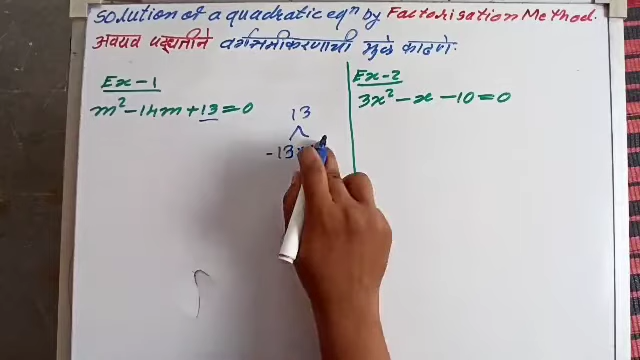 Solution of a quadratic eqⁿ by Factorisation Method.
अवयव पद्धतीने वर्गसमीकरणाची मुळे काढणे.
Ex-1
m² - 14m + 13 = 0
13
-13
Ex-2
3x² - x - 10 = 0